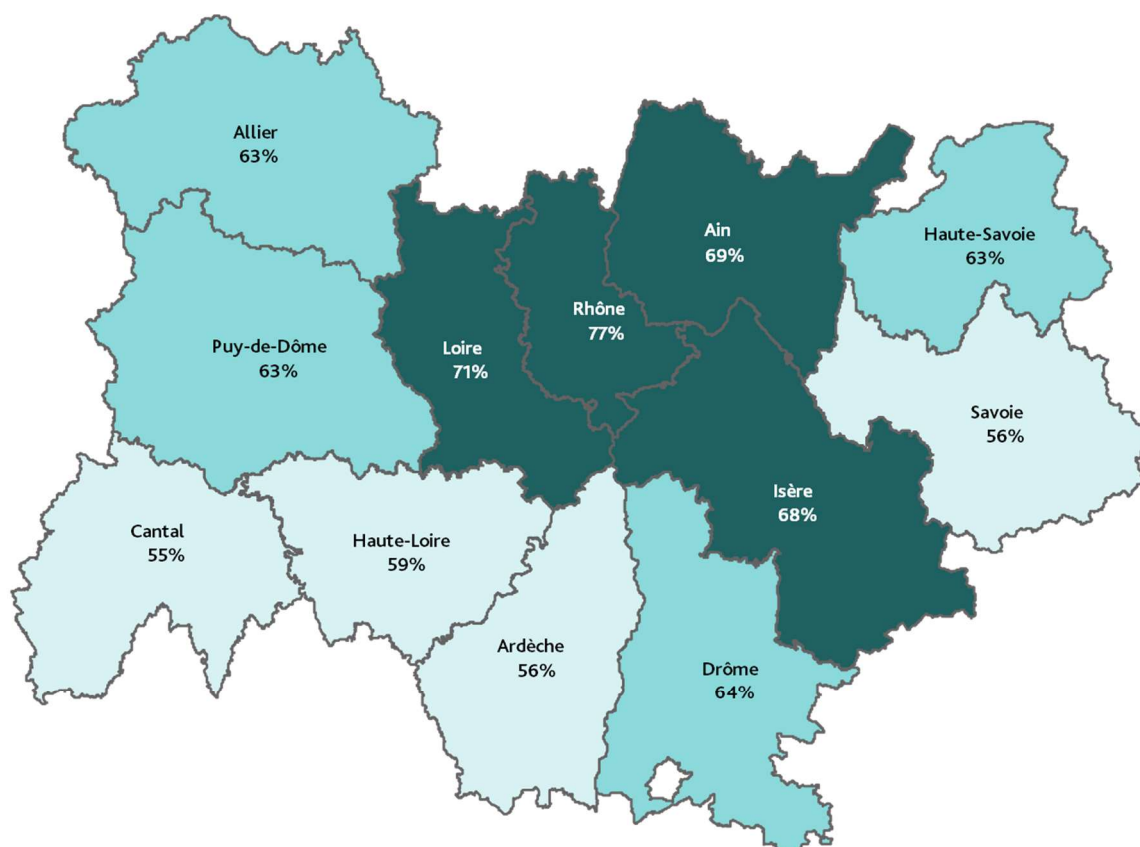 Allier
63%
Ain
69%
Haute-Savoie
63%
Rhône
77%
Puy-de-Dôme
63%
Loire
71%
Savoie
56%
Isère
68%
Cantal
55%
Haute-Loire
59%
Ardèche
56%
Drôme
64%